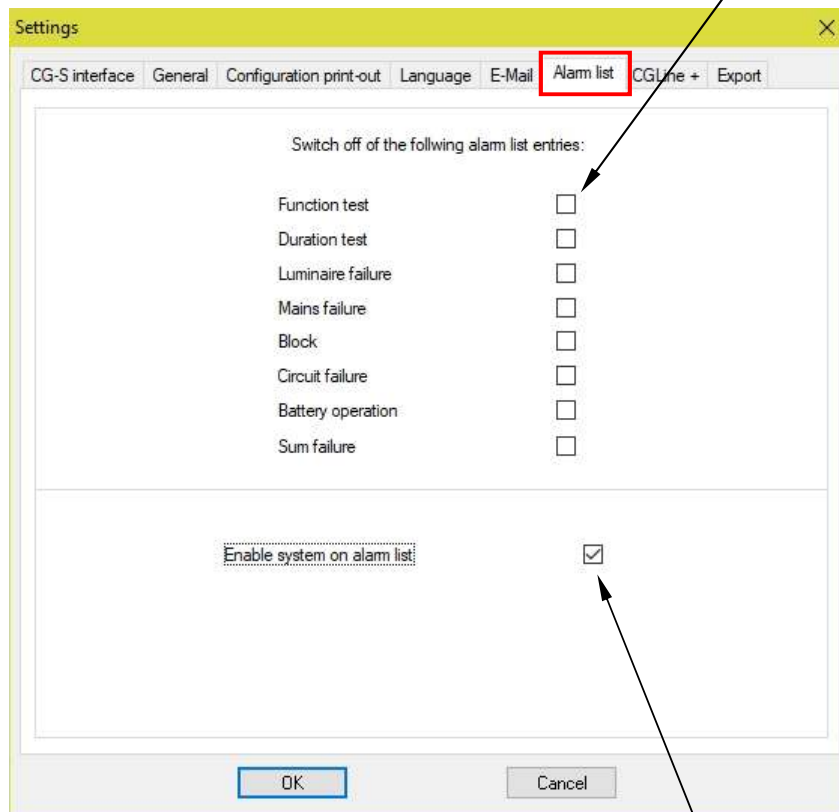 Settings
CG-S interface General Configuration print-out Language E-Mail Alarm list CGLine + Export
Switch off of the follwing alarm list entries:
Function test
Duration test
Luminaire failure
Mains failure
Block
Circuit failure
Battery operation
Sum failure
Enable system on alarm list
OK Cancel